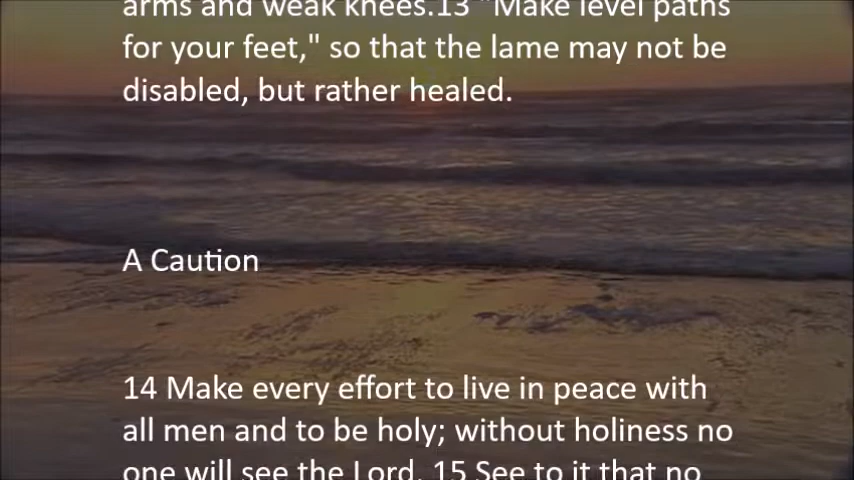 arms and weak knees.13 "Make level paths
for your feet," so that the lame may not be
disabled, but rather healed.
A Caution
14 Make every effort to live in peace with
all men and to be holy; without holiness no
one will see the Lord. 15 See to it that no